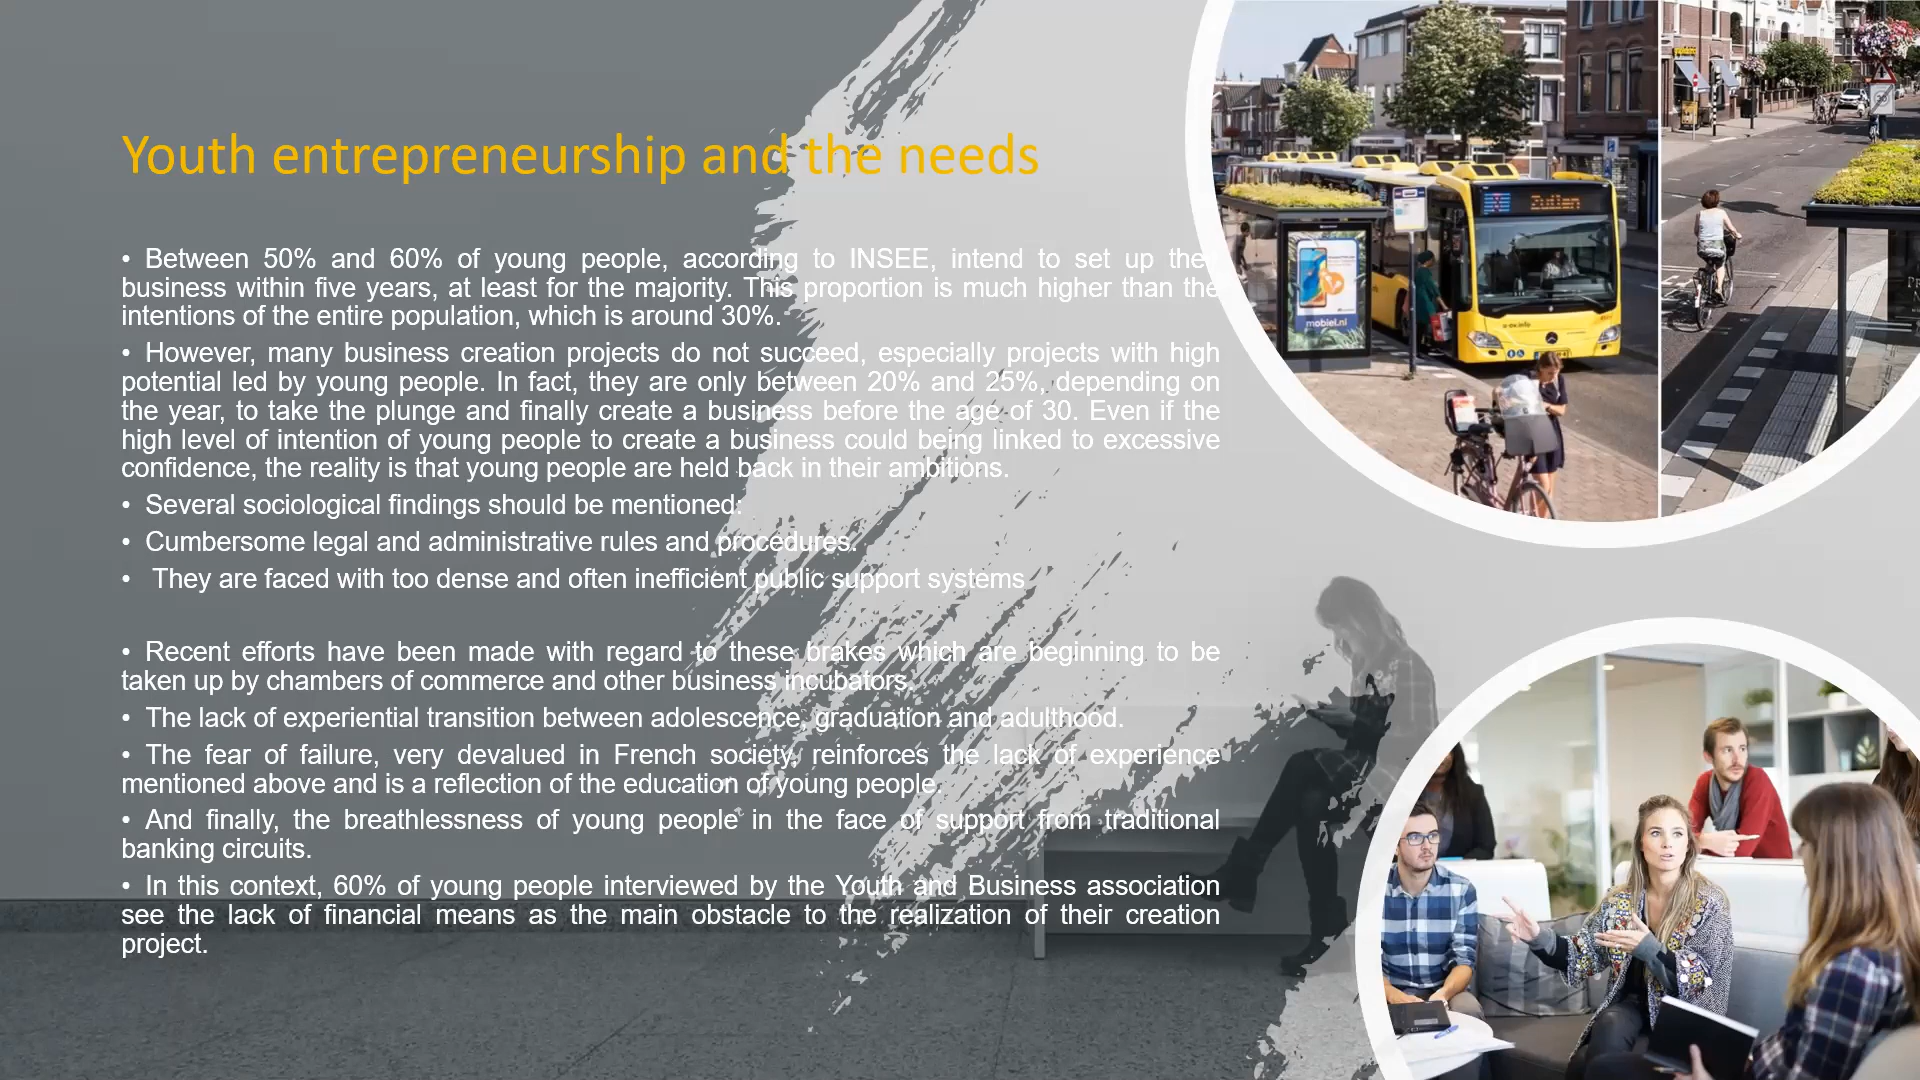 Youth entrepreneurship and the needs
• Between 50% and 60% of young people, according to INSEE, intend to set up their
business within five years, at least for the majority. This proportion is much higher than the
intentions of the entire population, which is around 30%.
• However, many business creation projects do not succeed, especially projects with high
potential led by young people. In fact, they are only between 20% and 25%, depending on
the year, to take the plunge and finally create a business before the age of 30. Even if the
high level of intention of young people to create a business could being linked to excessive
confidence, the reality is that young people are held back in their ambitions.
• Several sociological findings should be mentioned:
• Cumbersome legal and administrative rules and procedures.
• They are faced with too dense and often inefficient public support systems
• Recent efforts have been made with regard to these brakes which are beginning to be
taken up by chambers of commerce and other business incubators.
• The lack of experiential transition between adolescence, graduation and adulthood.
• The fear of failure, very devalued in French society, reinforces the lack of experience
mentioned above and is a reflection of the education of young people.
• And finally, the breathlessness of young people in the face of support from traditional
banking circuits.
• In this context, 60% of young people interviewed by the Youth and Business association
see the lack of financial means as the main obstacle to the realization of their creation
project.
Zuilen
mobiel.nl
u-ov.info